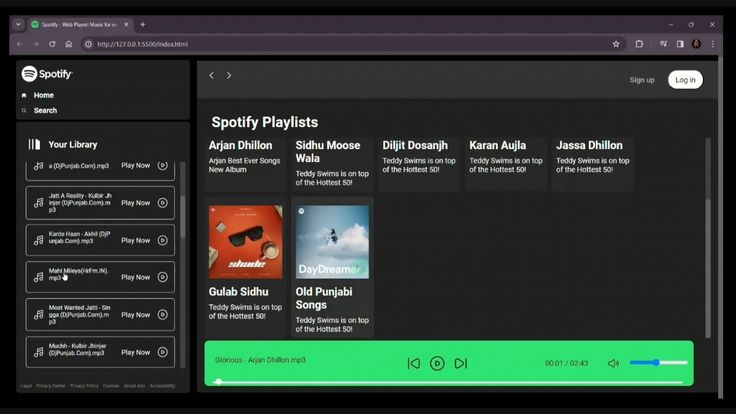 Spotify - Web Player: Music for ev
http://127.0.0.1:5500/index.html
Spotify
Home
Search
Your Library
a (DjPunjab.Com).mp3
Play Now
Jatt A Reality - Kulbir Jh
injer (DjPunjab.Com).m
p3
Play Now
Karde Haan - Akhil (DjP
unjab.Com).mp3
Play Now
Mahi Mileya(HrFm.IN).
mp3
Play Now
Most Wanted Jatti - Sin
gga (DjPunjab.Com).m
p3
Play Now
Muchh - Kulbir Jhinjer
(DjPunjab.Com).mp3
Play Now
Legal Privacy Center Privacy Policy Cookies About Ads Accessibility
Sign up
Log in
Spotify Playlists
Arjan Dhillon
Arjan Best Ever Songs
New Album
Sidhu Moose
Wala
Teddy Swims is on top
of the Hottest 50!
Diljit Dosanjh
Teddy Swims is on top
of the Hottest 50!
Karan Aujla
Teddy Swims is on top
of the Hottest 50!
Jassa Dhillon
Teddy Swims is on top
of the Hottest 50!
shade
Gulab Sidhu
Teddy Swims is on top
of the Hottest 50!
DayDreamer
Old Punjabi
Songs
Teddy Swims is on top
of the Hottest 50!
Glorious - Arjan Dhillon.mp3
00:01 / 02:43